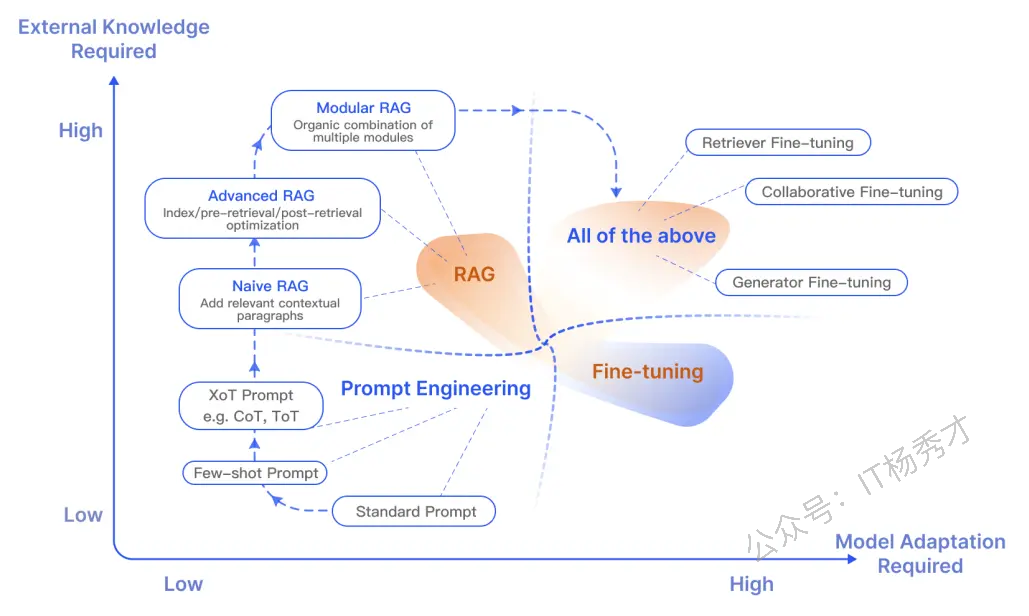 External Knowledge
Required
High
Modular RAG
Organic combination of
multiple modules
Retriever Fine-tuning
Advanced RAG
Index/pre-retrieval/post-retrieval
optimization
Collaborative Fine-tuning
All of the above
RAG
Naive RAG
Add relevant contextual
paragraphs
Generator Fine-tuning
Fine-tuning
Prompt Engineering
XoT Prompt
e.g. CoT, ToT
Few-shot Prompt
Standard Prompt
Low
公众号：IT杨秀才
Model Adaptation
Required
Low
High